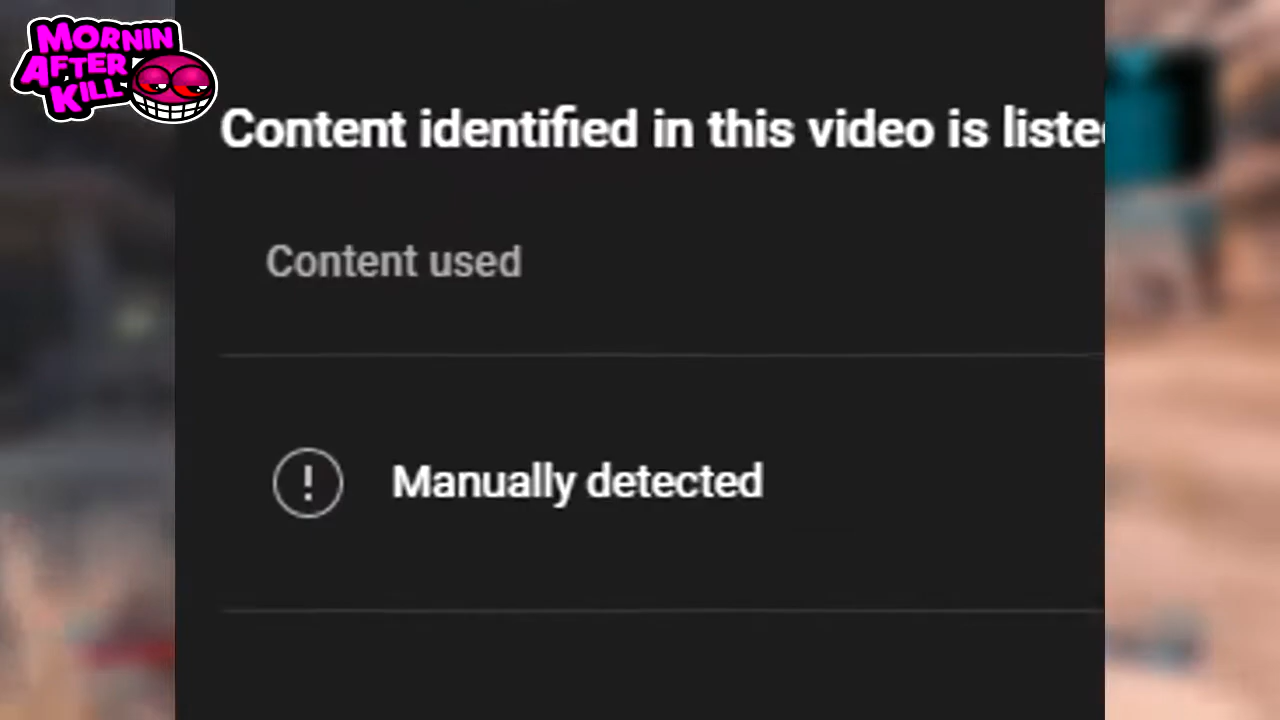 MORNIN
AFTER
KILL
Content identified in this video is liste
Content used
Manually detected